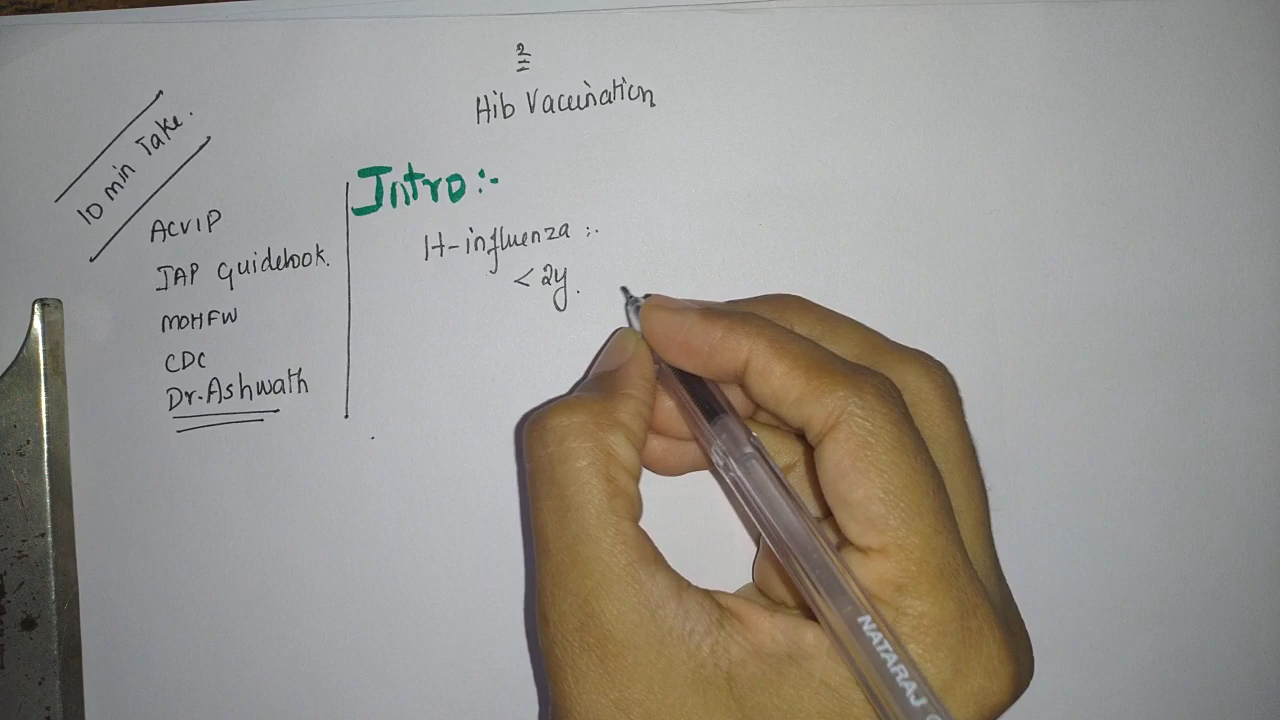 2
Hib Vaccination
10 min Take.
ACVIP
IAP Guidebook.
MOHFW
CDC
Dr.Ashwath
Intro:-
H-influenza :.
< 2y.
NATARAJ